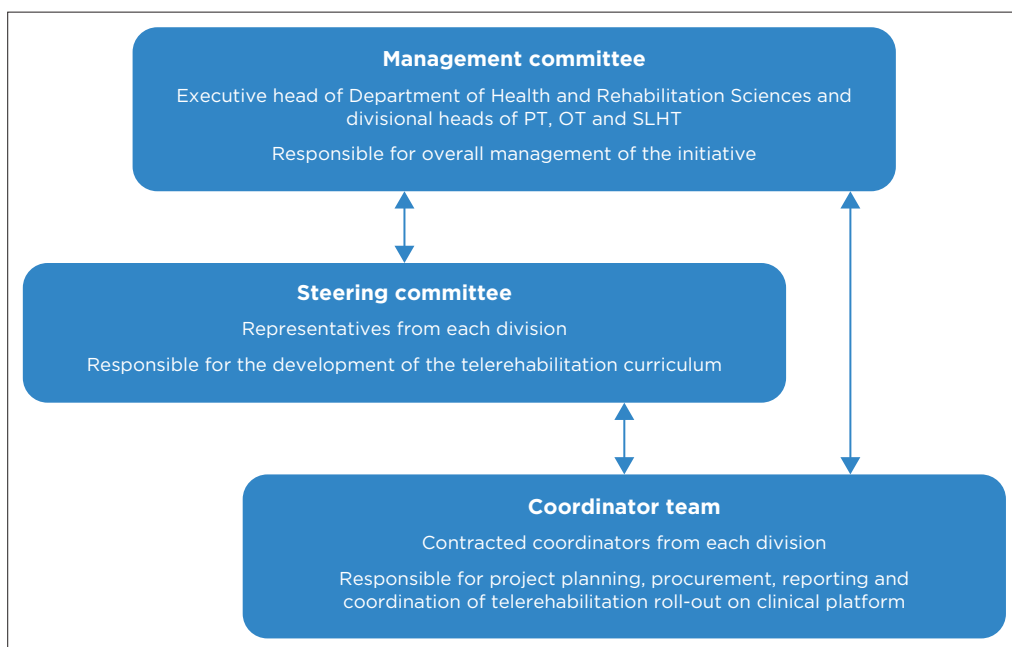 Management committee
Executive head of Department of Health and Rehabilitation Sciences and
divisional heads of PT, OT and SLHT
Responsible for overall management of the initiative
Steering committee
Representatives from each division
Responsible for the development of the telerehabilitation curriculum
Coordinator team
Contracted coordinators from each division
Responsible for project planning, procurement, reporting and
coordination of telerehabilitation roll-out on clinical platform